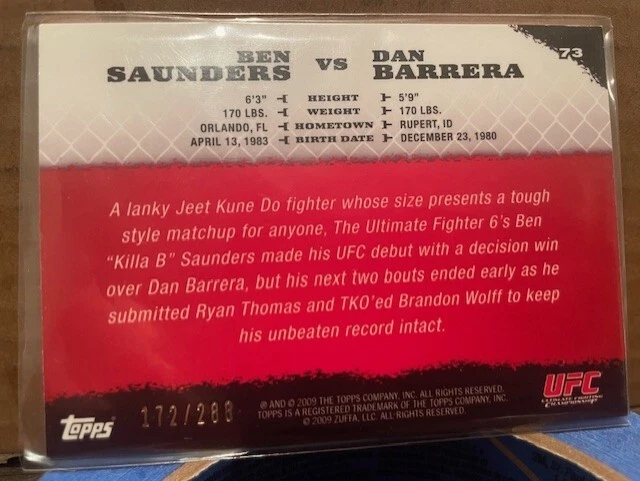 73
BEN SAUNDERS VS DAN BARRERA
6'3" HEIGHT 5'9"
170 LBS. WEIGHT 170 LBS.
ORLANDO, FL HOMETOWN RUPERT, ID
APRIL 13, 1983 BIRTH DATE DECEMBER 23, 1980
A lanky Jeet Kune Do fighter whose size presents a tough
style matchup for anyone, The Ultimate Fighter 6's Ben
"Killa B" Saunders made his UFC debut with a decision win
over Dan Barrera, but his next two bouts ended early as he
submitted Ryan Thomas and TKO'ed Brandon Wolff to keep
his unbeaten record intact.
Topps
172/288
® AND © 2009 THE TOPPS COMPANY, INC. ALL RIGHTS RESERVED.
TOPPS IS A REGISTERED TRADEMARK OF THE TOPPS COMPANY, INC.
© 2009 ZUFFA, LLC. ALL RIGHTS RESERVED.
UFC
ULTIMATE FIGHTING
CHAMPIONSHIP